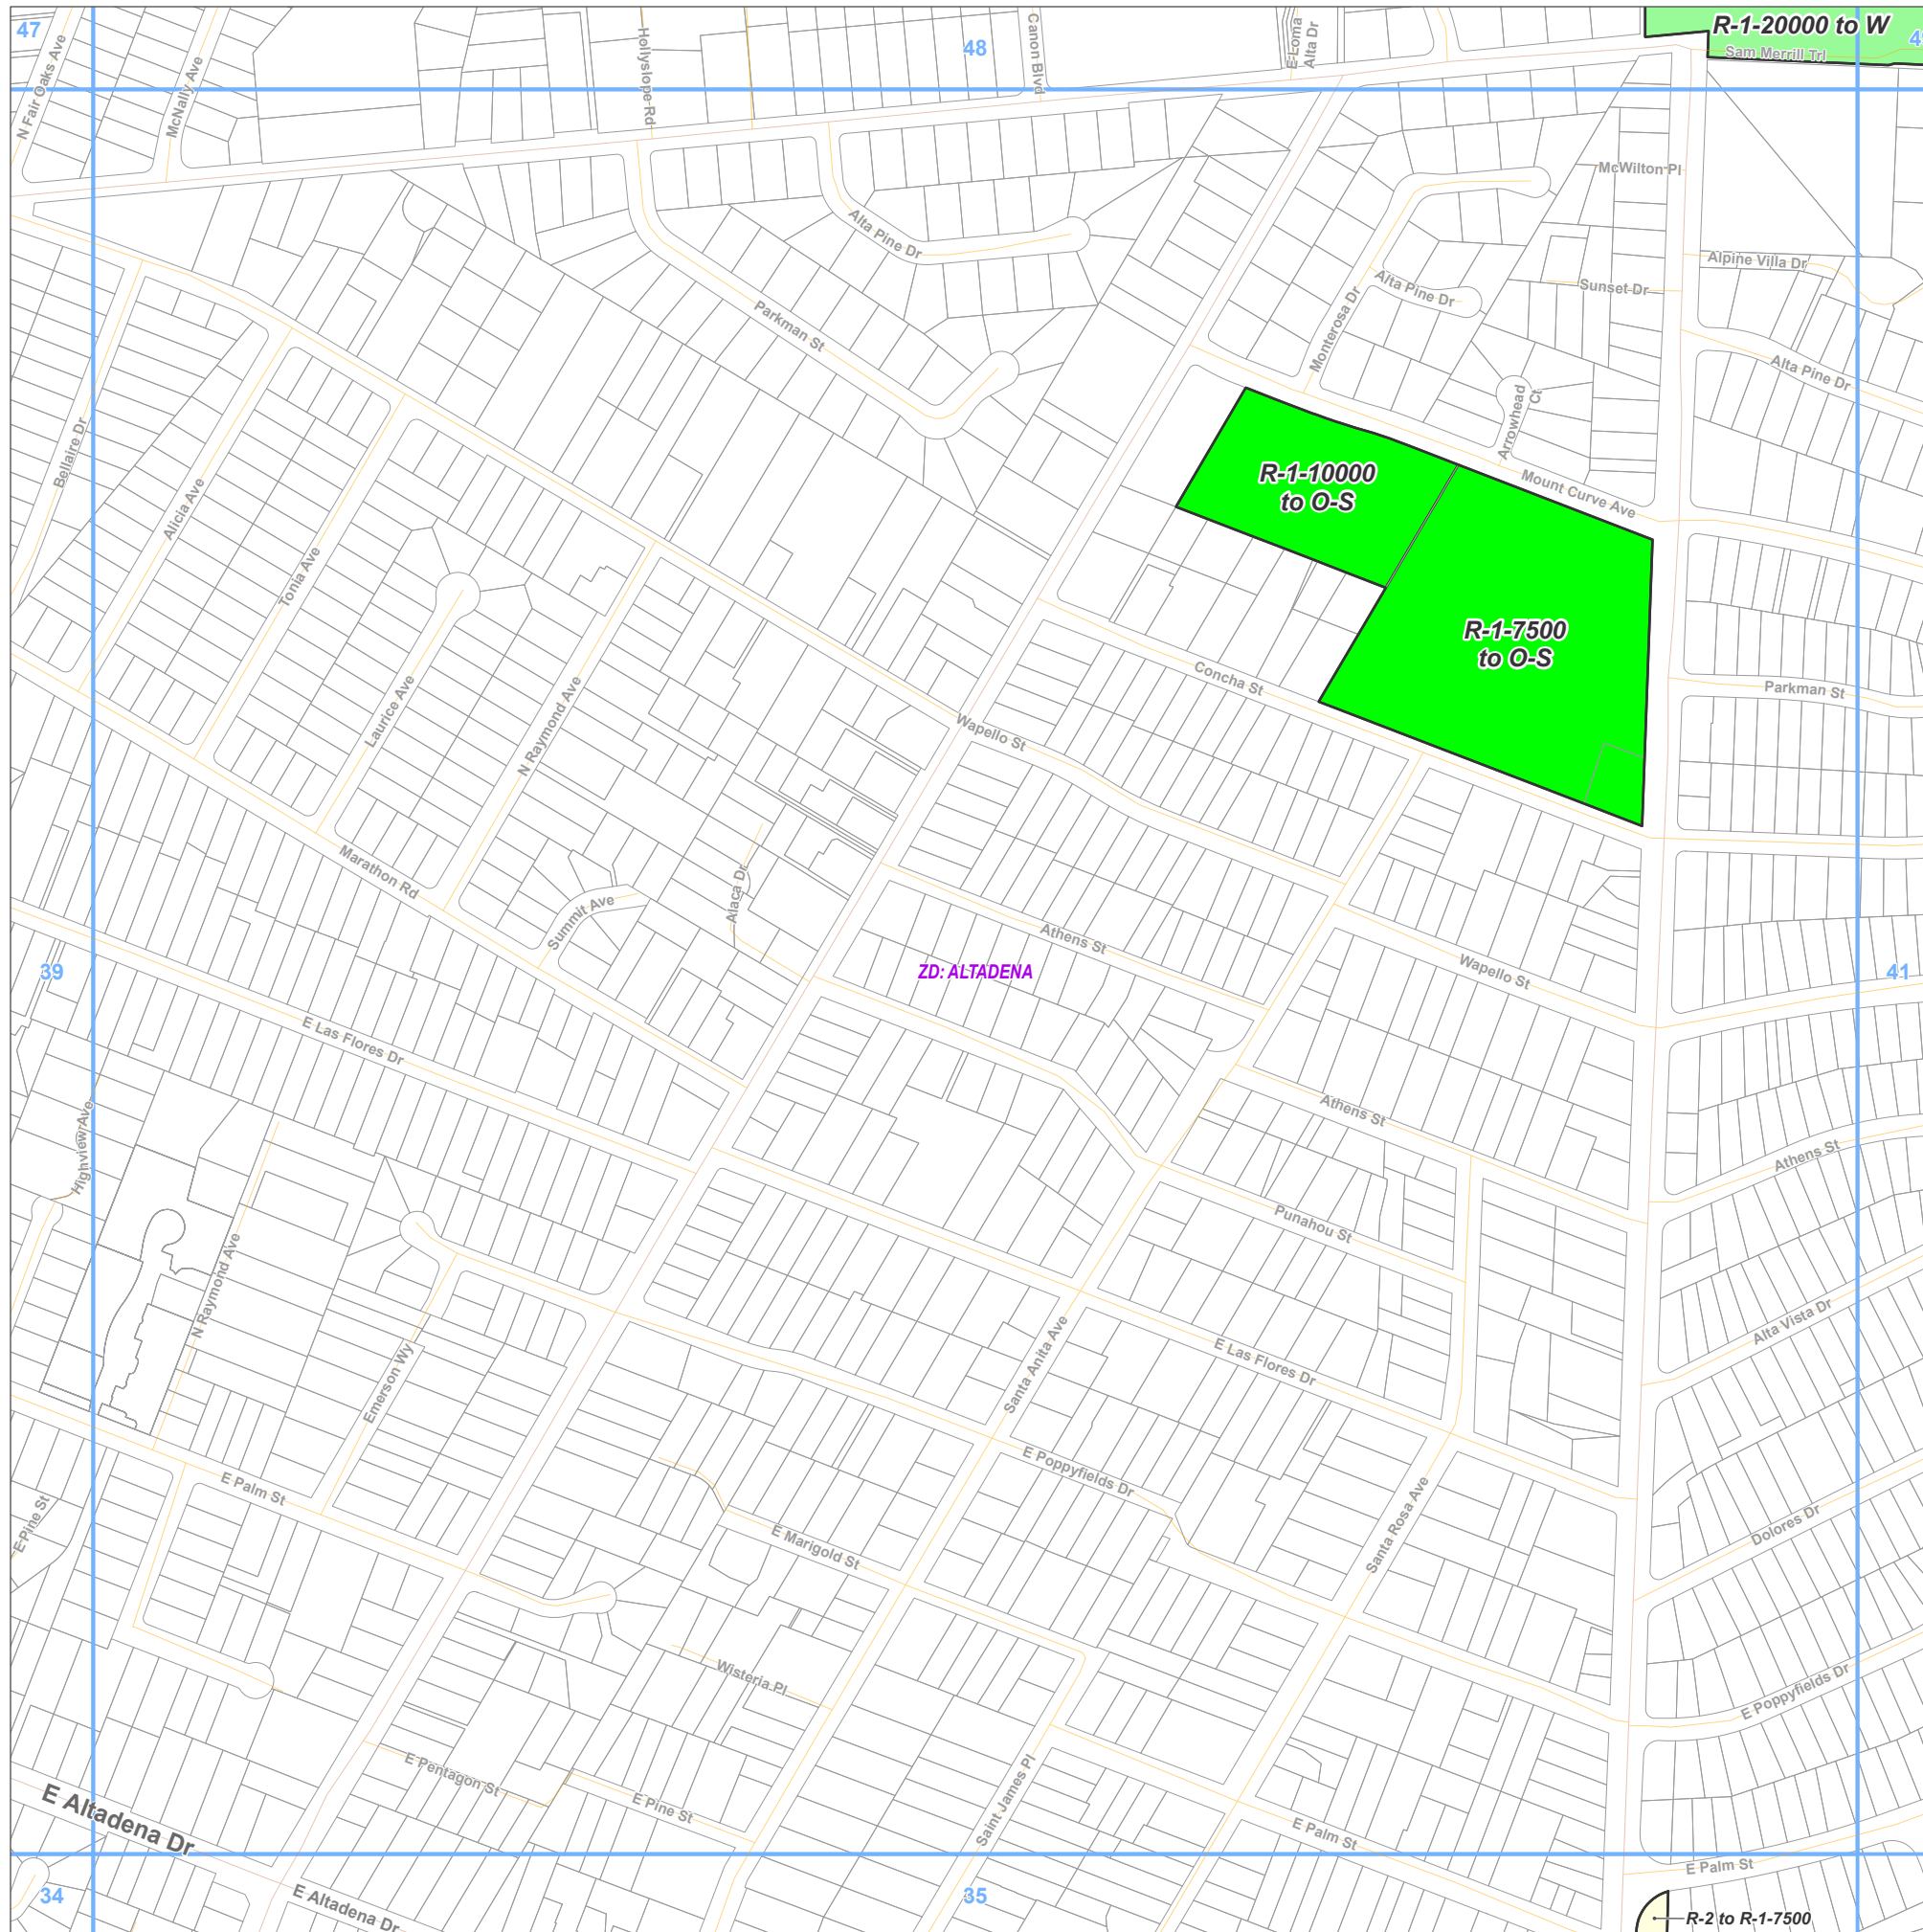 47
48
R-1-20000 to W
Sam Merrill Trl
N Fair Oaks Ave
McNally Ave
Hollyslope Rd
Canon Blvd
E Loma
Alta Dr
McWilton Pl
Alta Pine Dr
Alpine Villa Dr
Sunset Dr
Alta Pine Dr
Monterosa Dr
Parkman St
Alta Pine Dr
Arrowhead
Ct
Bellaire Dr
Alicia Ave
Tonia Ave
R-1-10000
to O-S
Mount Curve Ave
R-1-7500
to O-S
Laurice Ave
N Raymond Ave
Concha St
Parkman St
Wapello St
Marathon Rd
Summit Ave
Alaca Dr
Athens St
Wapello St
39
ZD: ALTADENA
41
E Las Flores Dr
Highview Ave
Athens St
Athens St
Punahou St
N Raymond Ave
Alta Vista Dr
Emerson Wy
Santa Anita Ave
E Las Flores Dr
E Palm St
E Poppyfields Dr
E Pine St
E Marigold St
Santa Rosa Ave
Dolores Dr
Wisteria Pl
E Poppyfields Dr
E Pentagon St
E Pine St
Saint James Pl
E Altadena Dr
E Palm St
E Palm St
34
E Altadena Dr
35
R-2 to R-1-7500